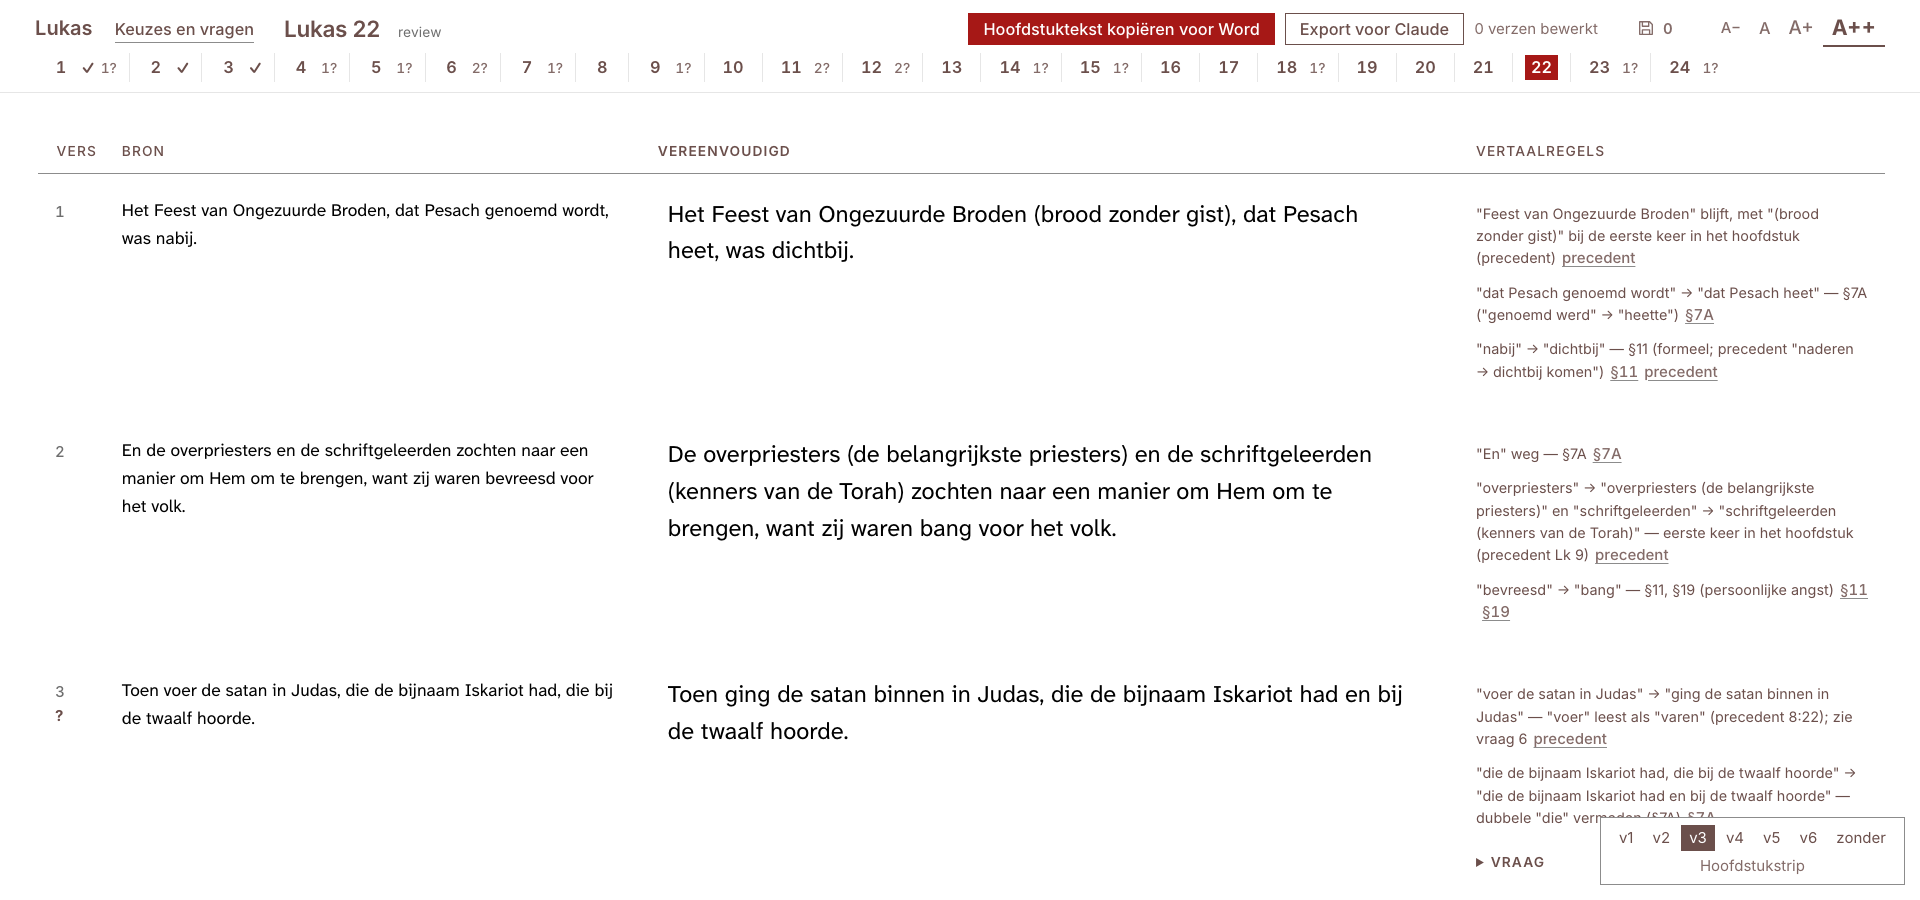 Lukas Keuzes en vragen Lukas 22 review Hoofdstuktekst kopiëren voor Word Export voor Claude 0 verzen bewerkt 0 A− A A+ A++
1 ✓ 1? 2 ✓ 3 ✓ 4 1? 5 1? 6 2? 7 1? 8 9 1? 10 11 2? 12 2? 13 14 1? 15 1? 16 17 18 1? 19 20 21 22 23 1? 24 1?
VERS BRON VEREENVOUDIGD VERTAALREGELS
1
Het Feest van Ongezuurde Broden, dat Pesach genoemd wordt,
was nabij.
Het Feest van Ongezuurde Broden (brood zonder gist), dat Pesach
heet, was dichtbij.
"Feest van Ongezuurde Broden" blijft, met "(brood
zonder gist)" bij de eerste keer in het hoofdstuk
(precedent) precedent
"dat Pesach genoemd wordt" → "dat Pesach heet" — §7A
("genoemd werd" → "heette") §7A
"nabij" → "dichtbij" — §11 (formeel; precedent "naderen
→ dichtbij komen") §11 precedent
2
En de overpriesters en de schriftgeleerden zochten naar een
manier om Hem om te brengen, want zij waren bevreesd voor
het volk.
De overpriesters (de belangrijkste priesters) en de schriftgeleerden
(kenners van de Torah) zochten naar een manier om Hem om te
brengen, want zij waren bang voor het volk.
"En" weg — §7A §7A
"overpriesters" → "overpriesters (de belangrijkste
priesters)" en "schriftgeleerden" → "schriftgeleerden
(kenners van de Torah)" — eerste keer in het hoofdstuk
(precedent Lk 9) precedent
"bevreesd" → "bang" — §11, §19 (persoonlijke angst) §11
§19
3
?
Toen voer de satan in Judas, die de bijnaam Iskariot had, die bij
de twaalf hoorde.
Toen ging de satan binnen in Judas, die de bijnaam Iskariot had en bij
de twaalf hoorde.
"voer de satan in Judas" → "ging de satan binnen in
Judas" — "voer" leest als "varen" (precedent 8:22); zie
vraag 6 precedent
"die de bijnaam Iskariot had, die bij de twaalf hoorde" →
"die de bijnaam Iskariot had en bij de twaalf hoorde" —
dubbele "die" vermeden (§7A) §7A
▶ VRAAG
v1 v2 v3 v4 v5 v6 zonder
Hoofdstukstrip